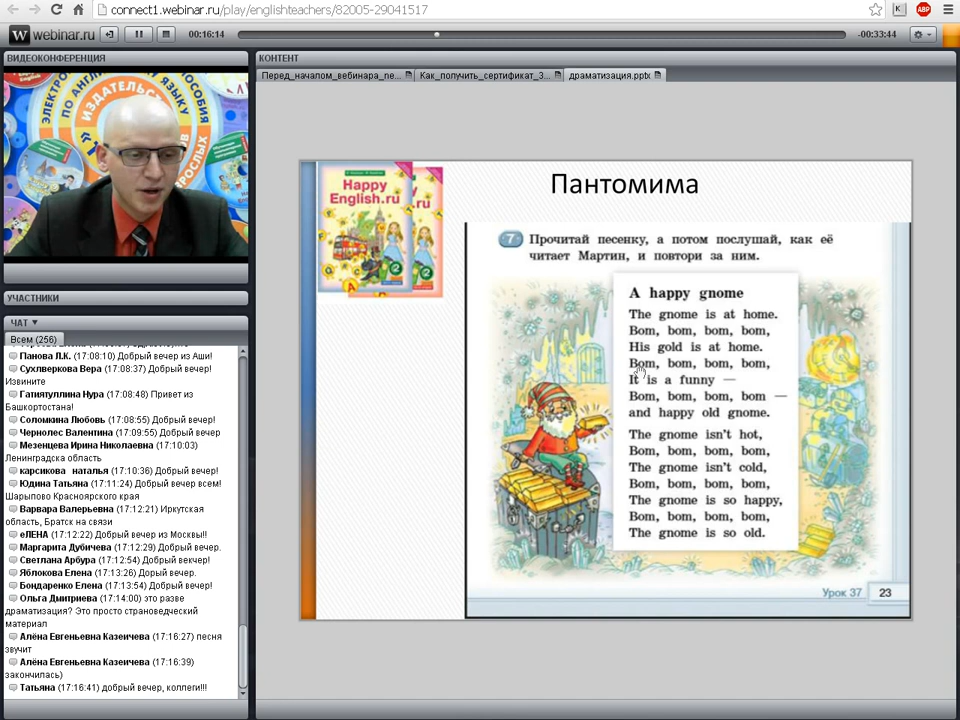 connect1.webinar.ru/play/englishteachers/82005-29041517
K
ABP
W webinar.ru
00:16:14
-00:33:44
ВИДЕОКОНФЕРЕНЦИЯ
ЭЛЕКТРО
ПОСОБИЯ
ПО АНГЛ
ЯЗЫКУ
ИЗДАТЕЛЬС
УЧАСТНИКИ
ЧАТ ▼
Всем (256)
Панова Л.К. (17:08:10) Добрый вечер из Аши!
Сухлверкова Вера (17:08:37) Добрый вечер!
Извините
Гатиятуллина Нура (17:08:48) Привет из
Башкортостана!
Соломкина Любовь (17:08:55) Добрый вечер!
Чернолес Валентина (17:09:55) Добрый вечер
Мезенцева Ирина Николаевна (17:10:03)
Ленинградска область
карсикова наталья (17:10:36) Добрый вечер!
Юдина Татьяна (17:11:24) Добрый вечер всем!
Шарыпово Красноярского края
Варвара Валерьевна (17:12:21) Иркутская
область, Братск на связи
еЛЕНА (17:12:22) Добрый вечер из Москвы!!
Маргарита Дубичева (17:12:29) Добрый вечер.
Светлана Арбура (17:12:54) Добрый векчер!
Яблокова Елена (17:13:26) Дорый вечер.
Бондаренко Елена (17:13:54) Добрый вечер!
Ольга Дмитриева (17:14:00) это разве
драматизация? Это просто страноведческий
материал
Алёна Евгеньевна Казеичева (17:16:27) песня
звучит
Алёна Евгеньевна Казеичева (17:16:39)
закончилась)
Татьяна (17:16:41) добрый вечер, коллеги!!!
КОНТЕНТ
Перед_началом_вебинара_пе...
Как_получить_сертификат_3...
драматизация.pptx
Happy
English.ru
.ru
2
2
Пантомима
7 Прочитай песенку, а потом послушай, как её
читает Мартин, и повтори за ним.
A happy gnome
The gnome is at home.
Bom, bom, bom, bom,
His gold is at home.
Bom, bom, bom, bom,
It is a funny —
Bom, bom, bom, bom —
and happy old gnome.
The gnome isn't hot,
Bom, bom, bom, bom,
The gnome isn't cold,
Bom, bom, bom, bom,
The gnome is so happy,
Bom, bom, bom, bom,
The gnome is so old.
Урок 37
23